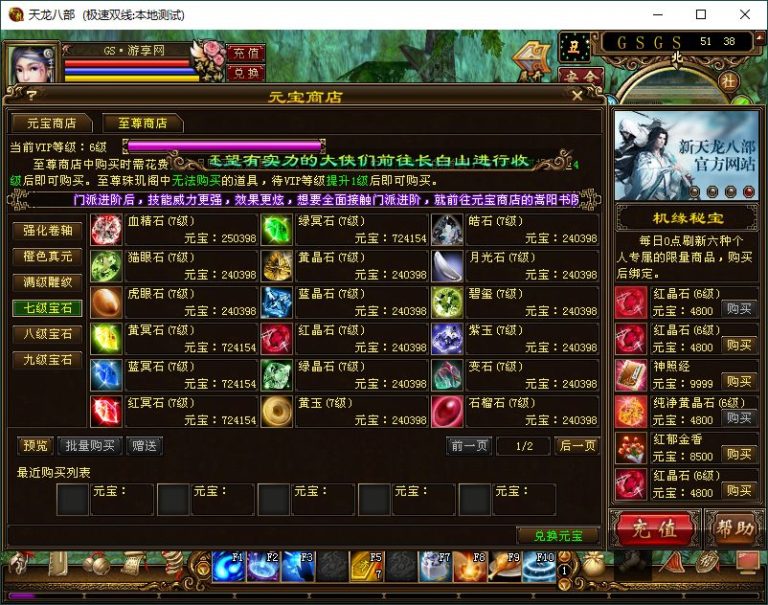 天龙八部 (极速双线:本地测试)
GS·游享网
充值
兑换
丑
GSGS 51 38
北
安全
社
元宝商店
元宝商店 至尊商店
当前VIP等级：6级
至尊商店中购买时需花费
望有实力的大侠们前往长白山进行收
级后即可购买。至尊珠玑阁中无法购买的道具，待VIP等级提升1级后即可购买。
门派进阶后，技能威力更强，效果更炫，想要全面接触门派进阶，就前往元宝商店的嵩阳书院
强化卷轴
橙色真元
满级雕纹
七级宝石
八级宝石
九级宝石
血精石(7级) 元宝：250398
绿冥石(7级) 元宝：724154
皓石(7级) 元宝：240398
猫眼石(7级) 元宝：240398
黄晶石(7级) 元宝：240398
月光石(7级) 元宝：240398
虎眼石(7级) 元宝：240398
蓝晶石(7级) 元宝：240398
碧玺(7级) 元宝：240398
黄冥石(7级) 元宝：724154
红晶石(7级) 元宝：240398
紫玉(7级) 元宝：240398
蓝冥石(7级) 元宝：724154
绿晶石(7级) 元宝：240398
变石(7级) 元宝：240398
红冥石(7级) 元宝：724154
黄玉(7级) 元宝：240398
石榴石(7级) 元宝：240398
预览 批量购买 赠送 前一页 1/2 后一页
最近购买列表
元宝： 元宝： 元宝： 元宝： 元宝：
兑换元宝
新天龙八部
官方网站
机缘秘宝
每日0点刷新六种个
人专属的限量商品，购买
后绑定。
红晶石(6级)
元宝：4800 购买
红晶石(6级)
元宝：4800 购买
神照经
元宝：9999 购买
纯净黄晶石(6级)
元宝：4800 购买
红郁金香
元宝：8500 购买
红晶石(6级)
元宝：4800 购买
充值 帮助
F1 F2 F3 F5 7 F7 F8 F9 F10 1